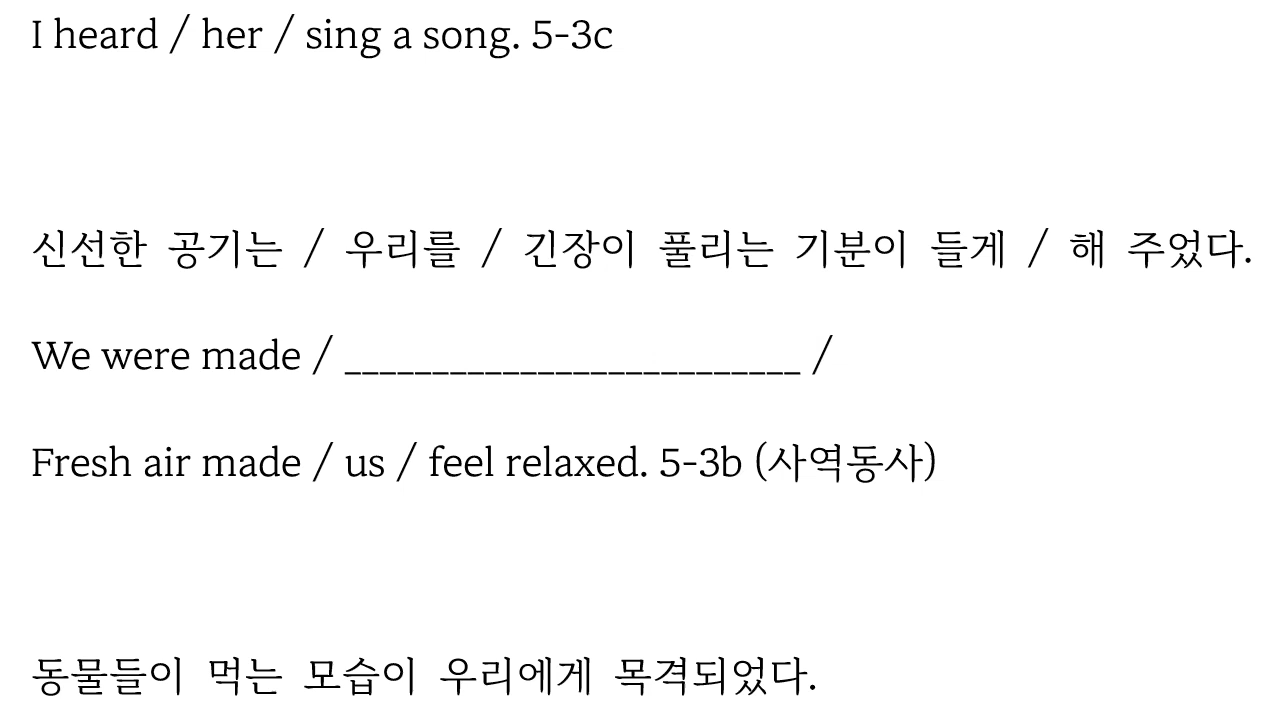 I heard / her / sing a song. 5-3c
신선한 공기는 / 우리를 / 긴장이 풀리는 기분이 들게 / 해 주었다.
We were made / __________________________ /
Fresh air made / us / feel relaxed. 5-3b (사역동사)
동물들이 먹는 모습이 우리에게 목격되었다.